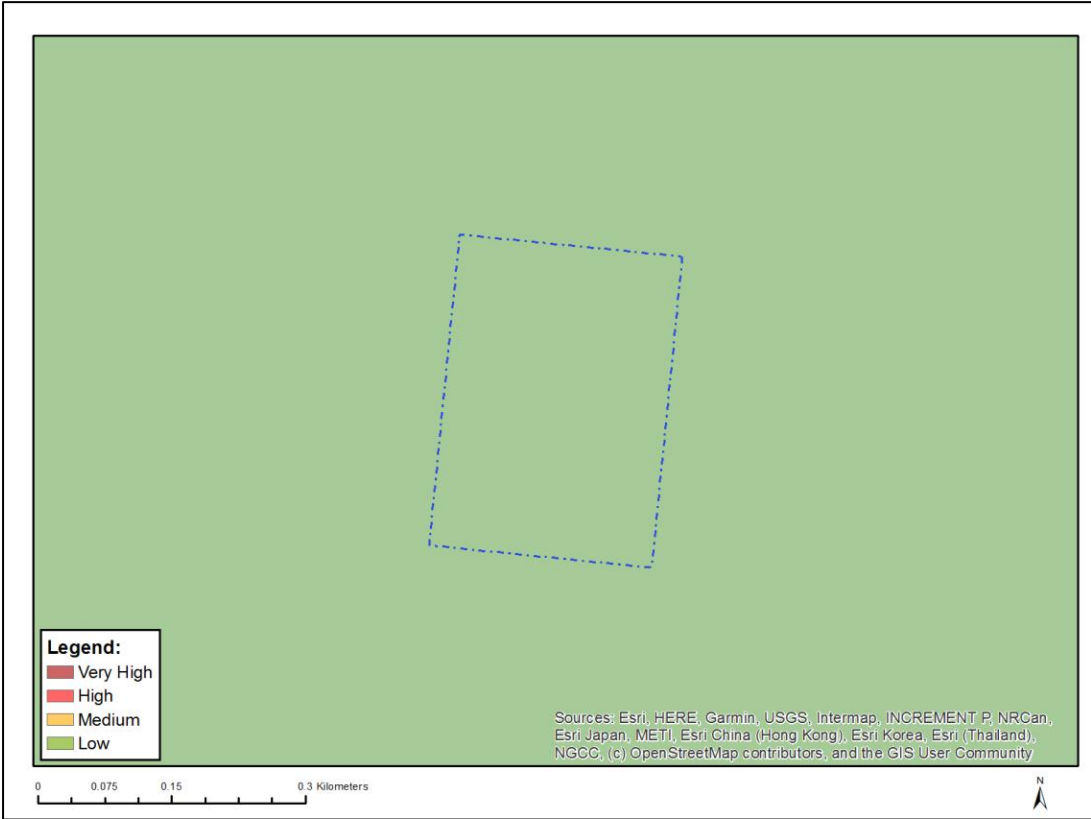 Legend:
Very High
High
Medium
Low
Sources: Esri, HERE, Garmin, USGS, Intermap, INCREMENT P, NRCan,
Esri Japan, METI, Esri China (Hong Kong), Esri Korea, Esri (Thailand),
NGCC, (c) OpenStreetMap contributors, and the GIS User Community
0 0.075 0.15 0.3 Kilometers
N